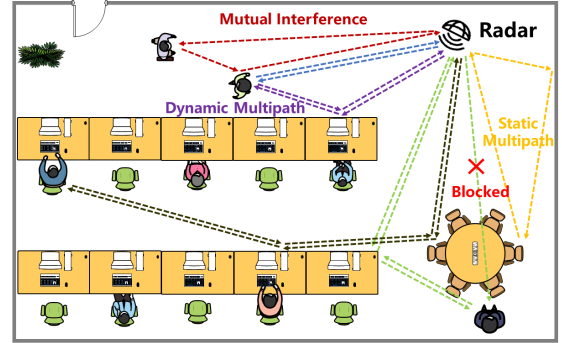 Mutual Interference
Radar
Dynamic Multipath
Static
Multipath
Blocked